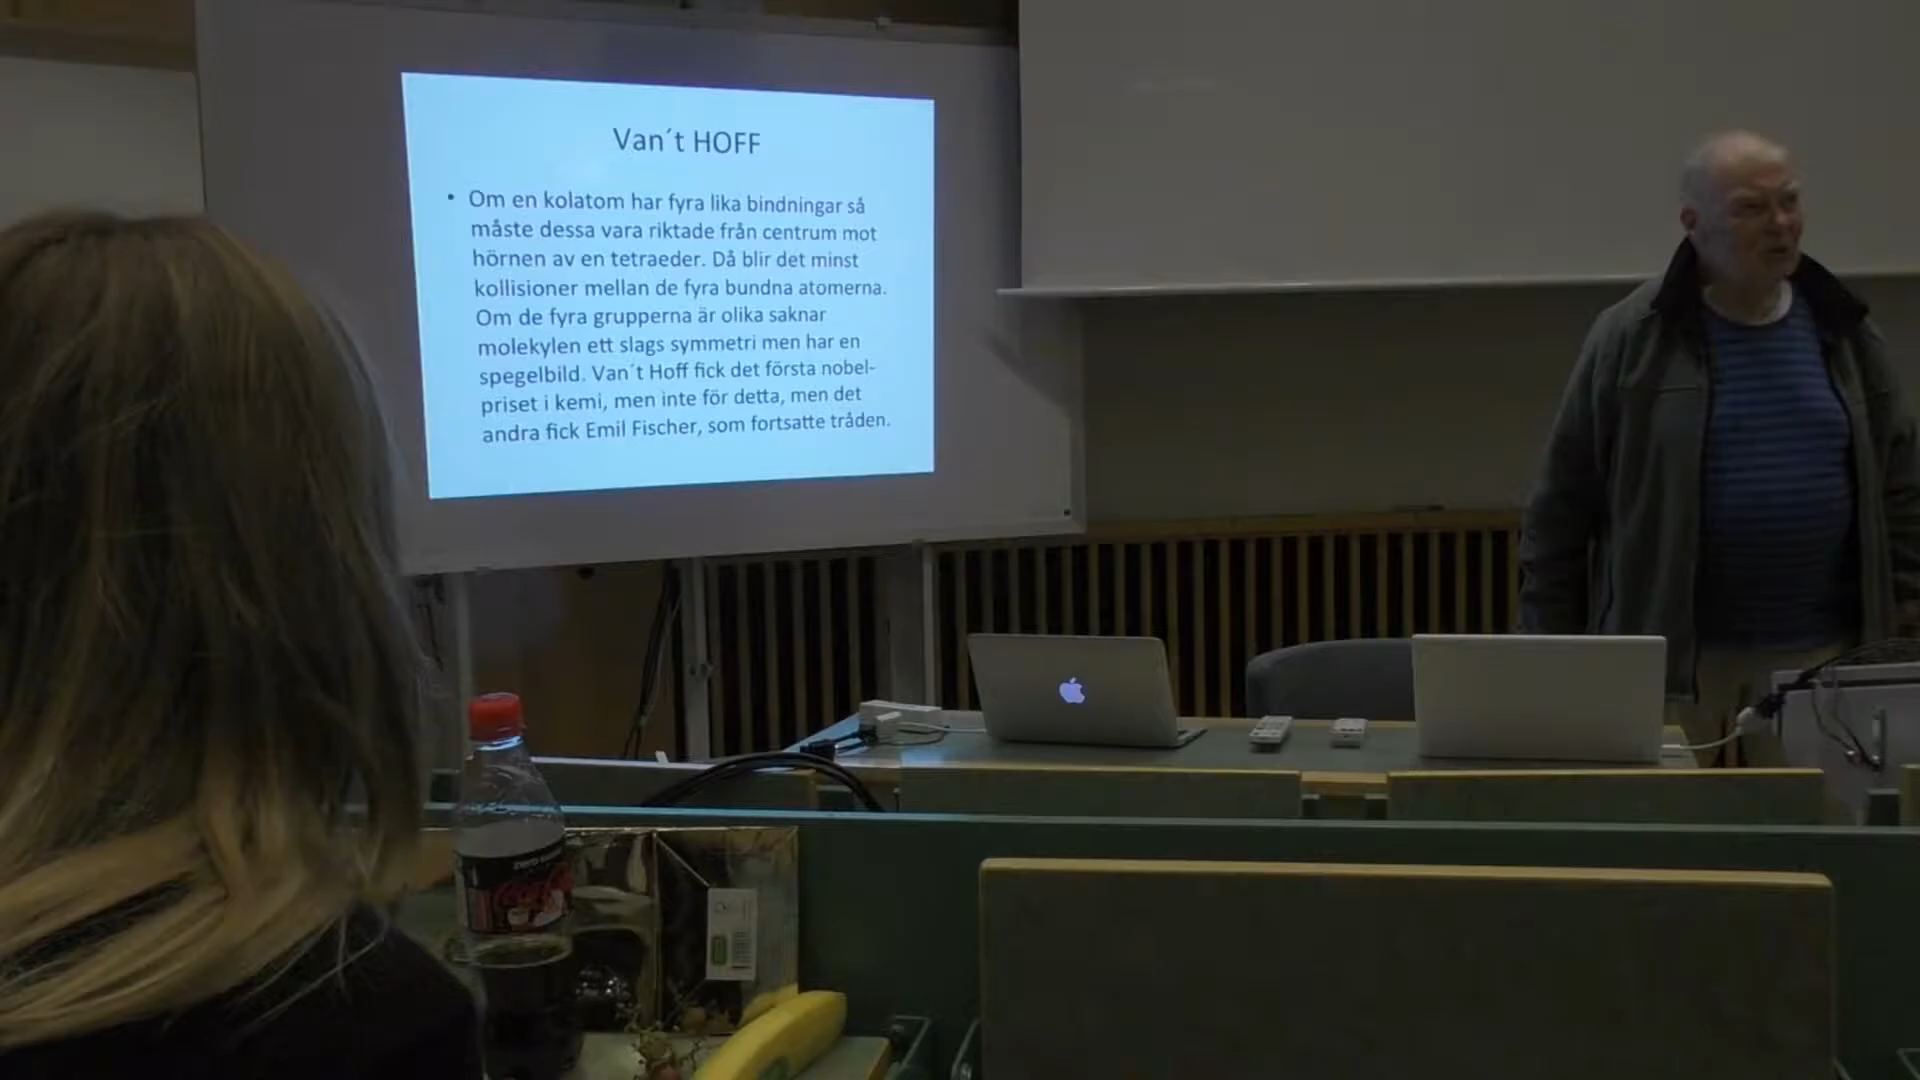 Van´t HOFF
• Om en kolatom har fyra lika bindningar så
måste dessa vara riktade från centrum mot
hörnen av en tetraeder. Då blir det minst
kollisioner mellan de fyra bundna atomerna.
Om de fyra grupperna är olika saknar
molekylen ett slags symmetri men har en
spegelbild. Van´t Hoff fick det första nobel-
priset i kemi, men inte för detta, men det
andra fick Emil Fischer, som fortsatte tråden.
Coca-Cola